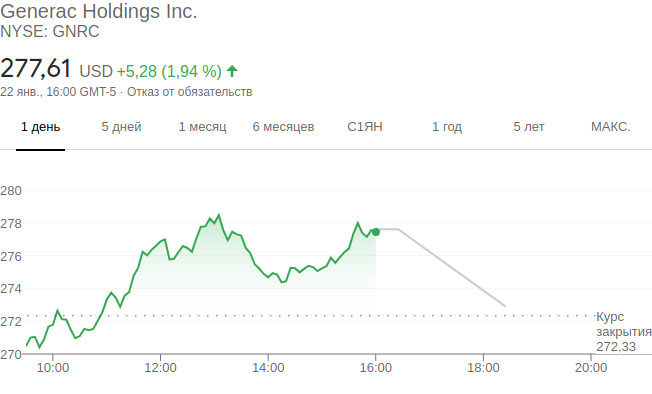 Generac Holdings Inc.
NYSE: GNRC
277,61 USD +5,28 (1,94 %)
22 янв., 16:00 GMT-5 · Отказ от обязательств
1 день 5 дней 1 месяц 6 месяцев С1ЯН 1 год 5 лет МАКС.
280
278
276
274
272
270
Курс
закрытия
272,33
10:00 12:00 14:00 16:00 18:00 20:00